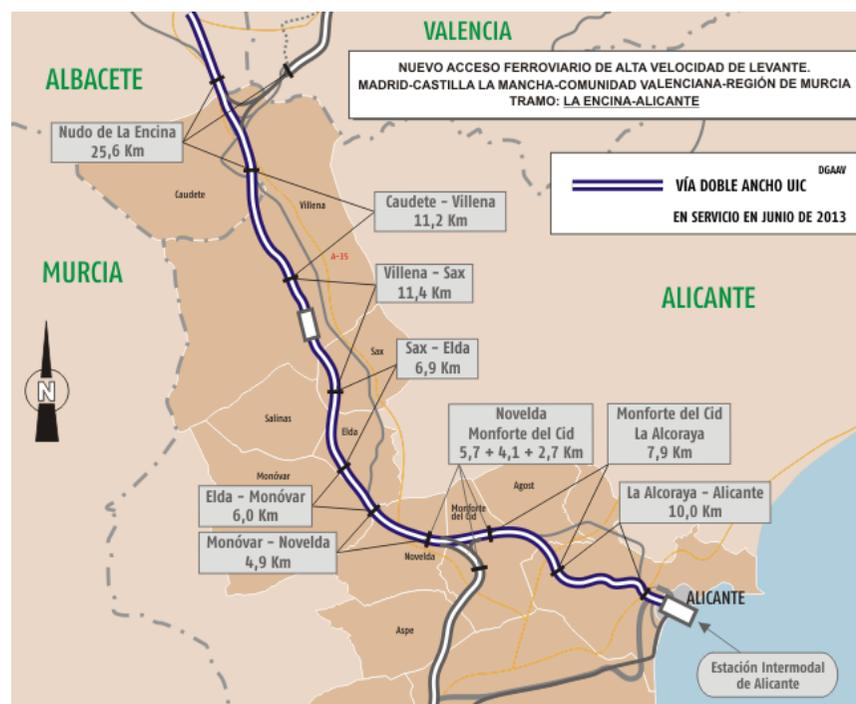 VALENCIA
ALBACETE
NUEVO ACCESO FERROVIARIO DE ALTA VELOCIDAD DE LEVANTE.
MADRID-CASTILLA LA MANCHA-COMUNIDAD VALENCIANA-REGIÓN DE MURCIA
TRAMO: LA ENCINA-ALICANTE
Nudo de La Encina
25,6 Km
DGAAV
VÍA DOBLE ANCHO UIC
EN SERVICIO EN JUNIO DE 2013
Caudete
Villena
Caudete – Villena
11,2 Km
A-35
MURCIA
Villena – Sax
11,4 Km
ALICANTE
Sax
Sax – Elda
6,9 Km
N
Salinas
Elda
Novelda
Monforte del Cid
5,7 + 4,1 + 2,7 Km
Monforte del Cid
La Alcoraya
7,9 Km
Monóvar
Agost
Elda – Monóvar
6,0 Km
La Alcoraya – Alicante
10,0 Km
Monforte
del Cid
Monóvar – Novelda
4,9 Km
Novelda
ALICANTE
Aspe
Estación Intermodal
de Alicante